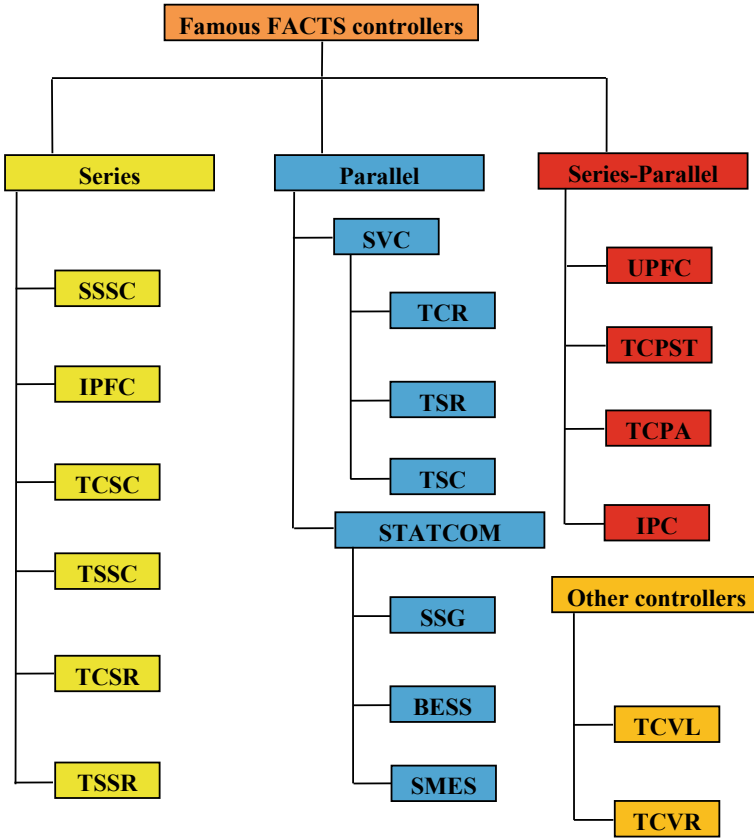 Famous FACTS controllers
Series
SSSC
IPFC
TCSC
TSSC
TCSR
TSSR
Parallel
SVC
TCR
TSR
TSC
STATCOM
SSG
BESS
SMES
Series-Parallel
UPFC
TCPST
TCPA
IPC
Other controllers
TCVL
TCVR